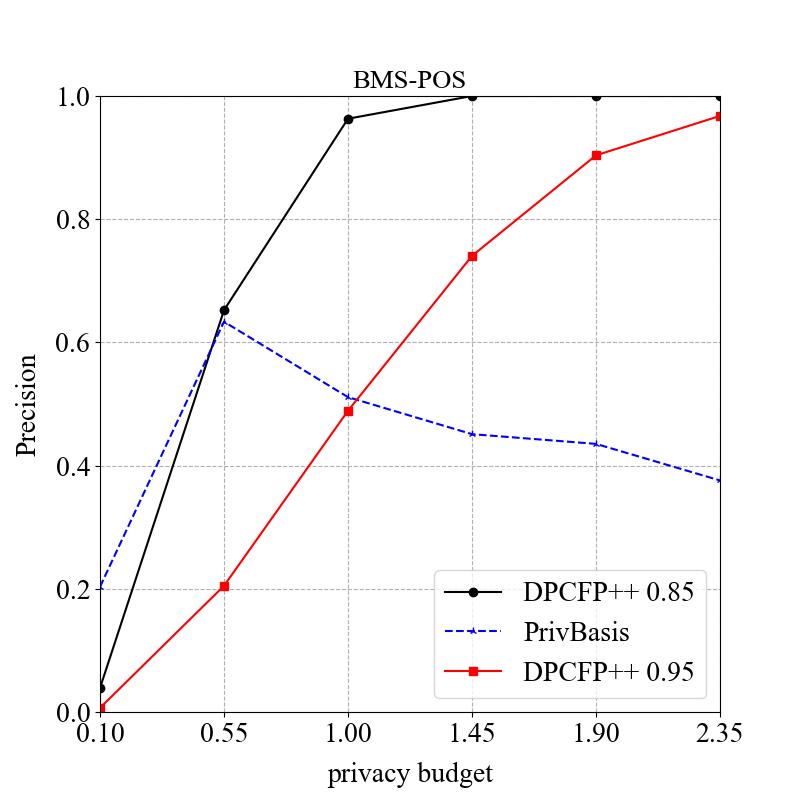 BMS-POS
1.0
0.8
0.6
0.4
0.2
0.0
Precision
DPCFP++ 0.85
PrivBasis
DPCFP++ 0.95
0.10 0.55 1.00 1.45 1.90 2.35
privacy budget